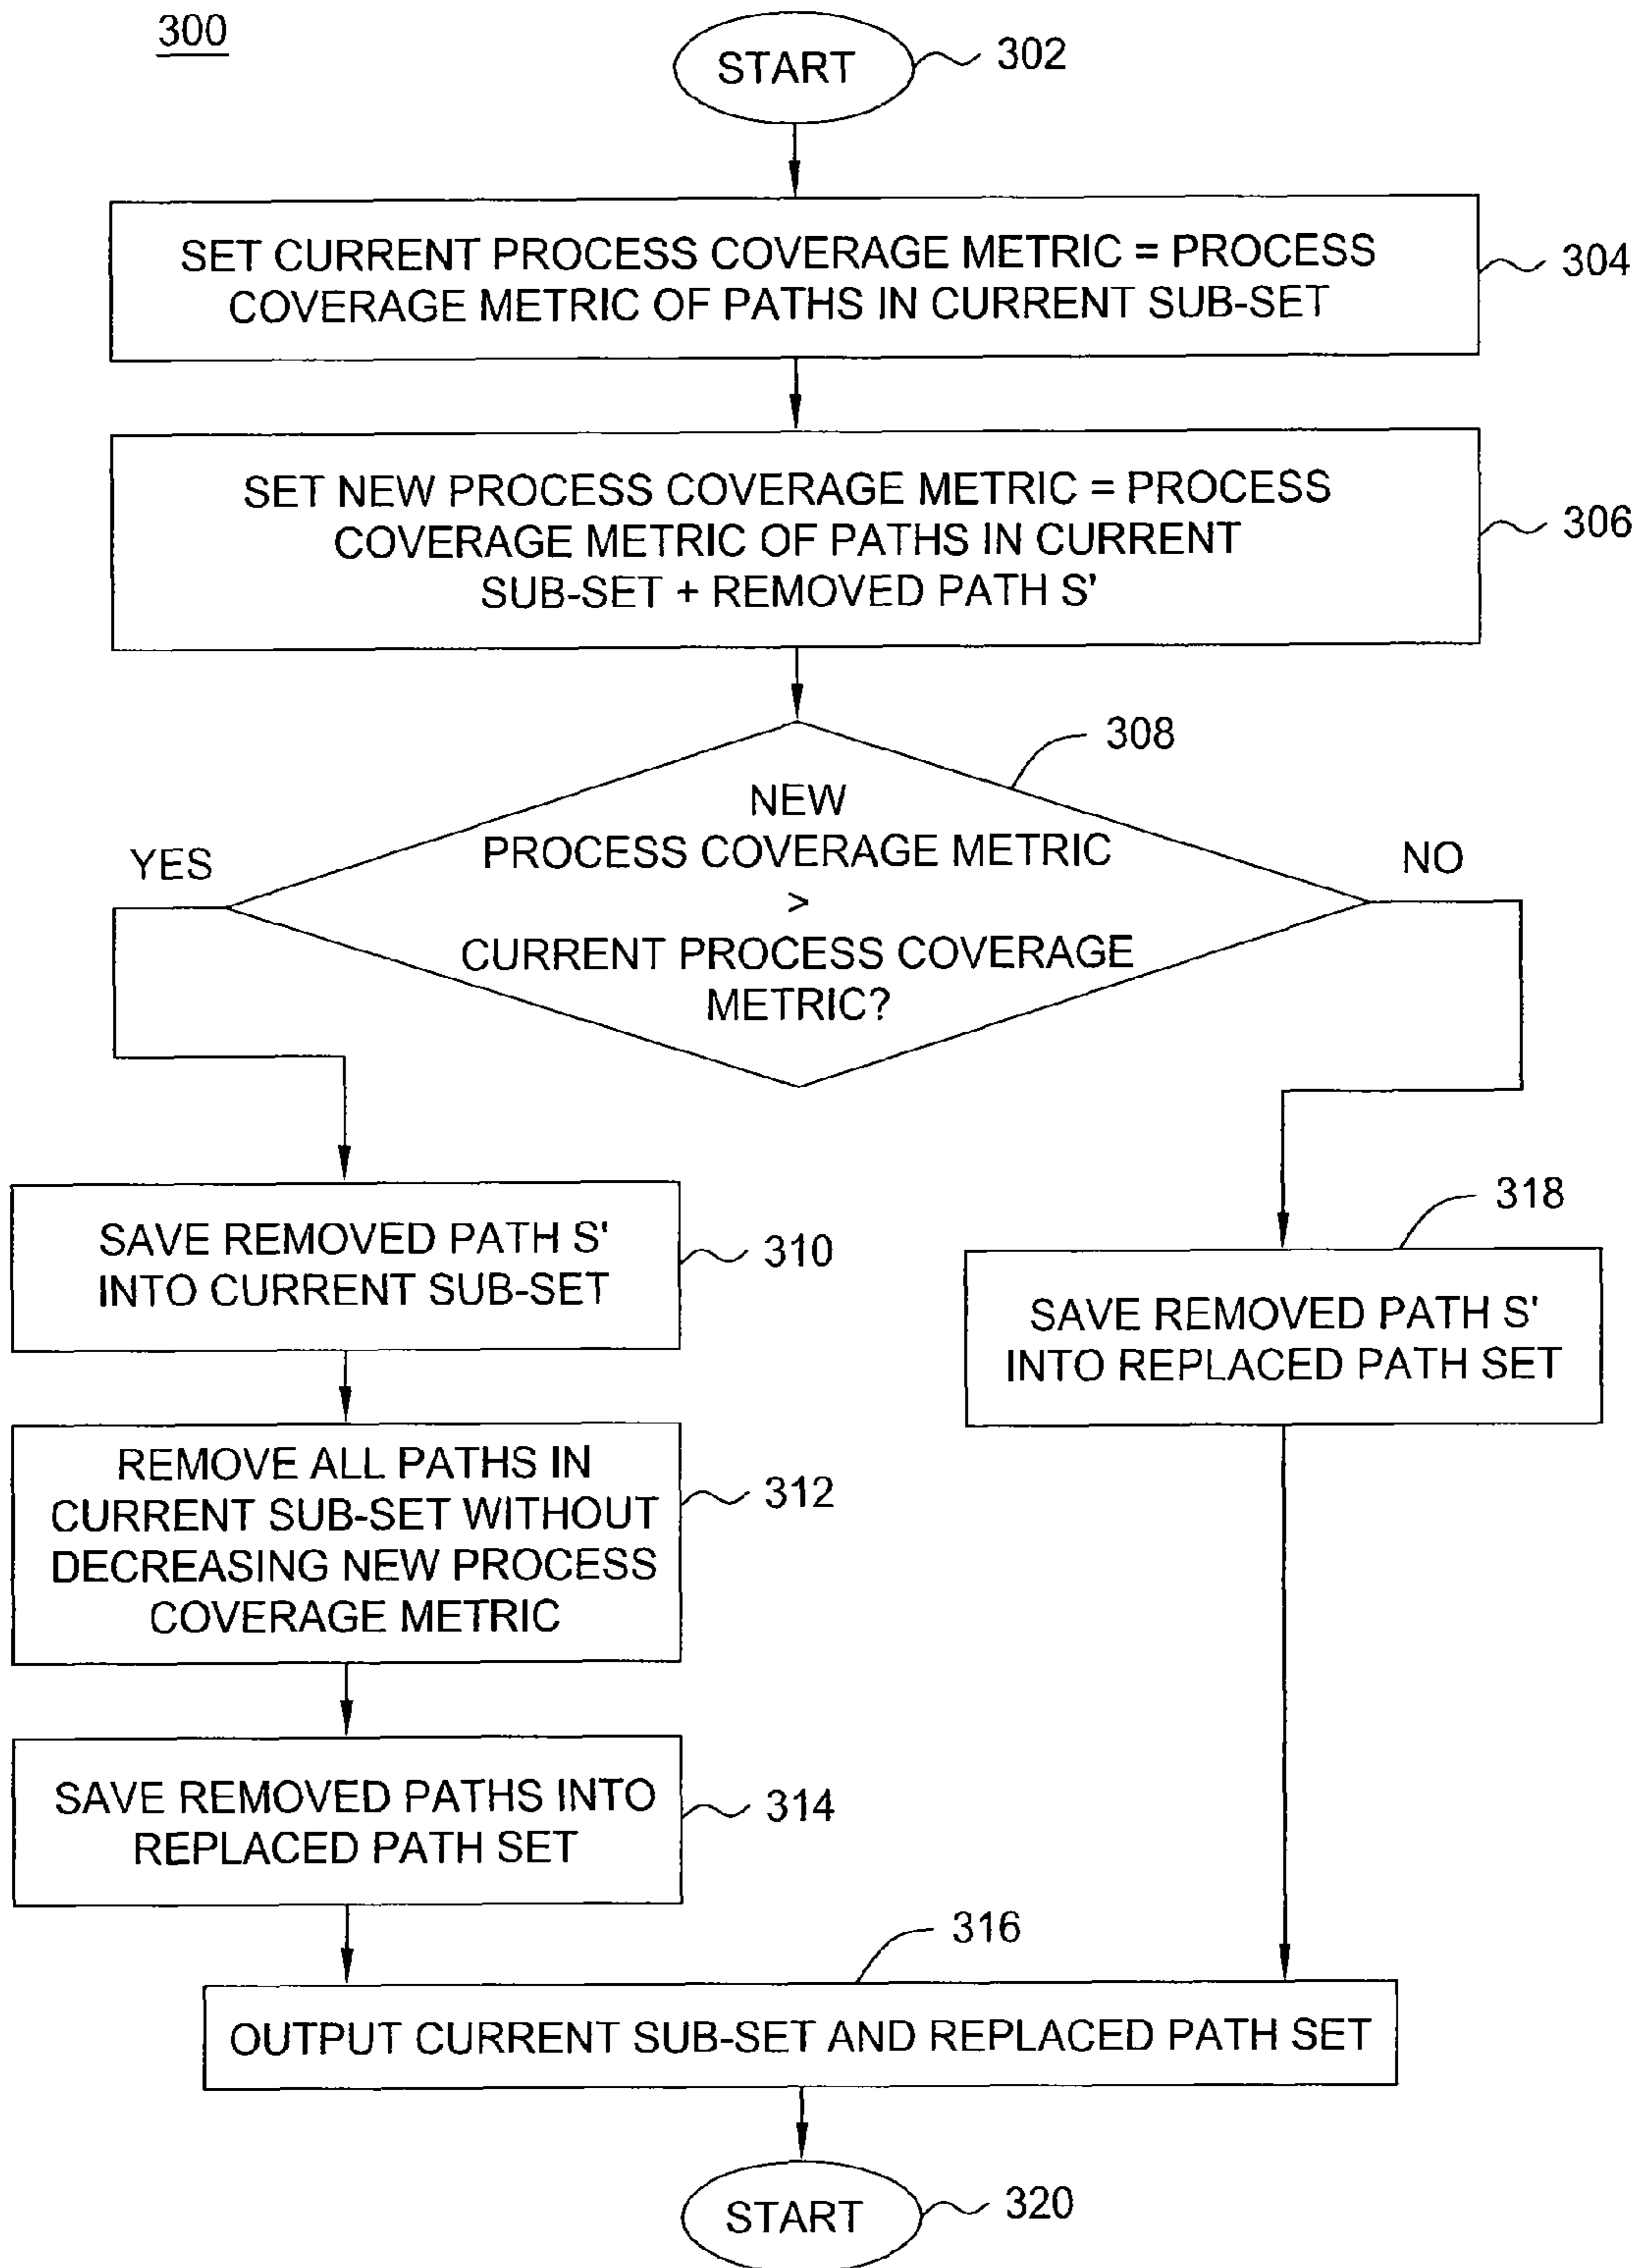 300
START
302
SET CURRENT PROCESS COVERAGE METRIC = PROCESS
COVERAGE METRIC OF PATHS IN CURRENT SUB-SET
304
SET NEW PROCESS COVERAGE METRIC = PROCESS
COVERAGE METRIC OF PATHS IN CURRENT
SUB-SET + REMOVED PATH S'
306
308
NEW
PROCESS COVERAGE METRIC
>
CURRENT PROCESS COVERAGE
METRIC?
YES
NO
SAVE REMOVED PATH S'
INTO CURRENT SUB-SET
310
318
SAVE REMOVED PATH S'
INTO REPLACED PATH SET
REMOVE ALL PATHS IN
CURRENT SUB-SET WITHOUT
DECREASING NEW PROCESS
COVERAGE METRIC
312
SAVE REMOVED PATHS INTO
REPLACED PATH SET
314
316
OUTPUT CURRENT SUB-SET AND REPLACED PATH SET
START
320